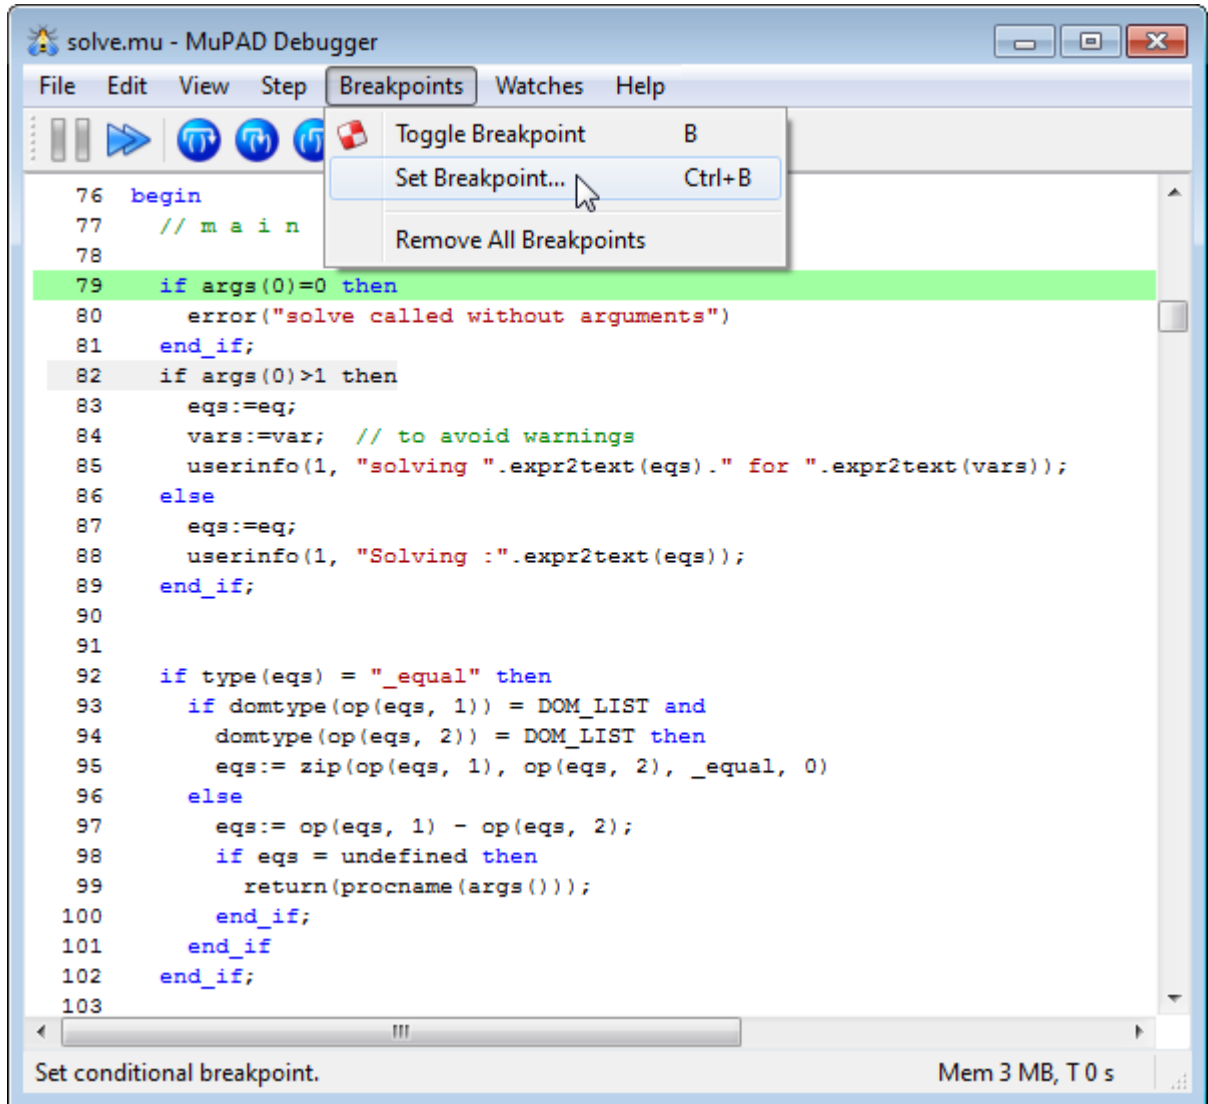 solve.mu - MuPAD Debugger
File Edit View Step Breakpoints Watches Help
Toggle Breakpoint B
Set Breakpoint... Ctrl+B
Remove All Breakpoints
76 begin
77 // m a i n
78
79 if args(0)=0 then
80 error("solve called without arguments")
81 end_if;
82 if args(0)>1 then
83 eqs:=eq;
84 vars:=var; // to avoid warnings
85 userinfo(1, "solving ".expr2text(eqs)." for ".expr2text(vars));
86 else
87 eqs:=eq;
88 userinfo(1, "Solving :".expr2text(eqs));
89 end_if;
90
91
92 if type(eqs) = "_equal" then
93 if domtype(op(eqs, 1)) = DOM_LIST and
94 domtype(op(eqs, 2)) = DOM_LIST then
95 eqs:= zip(op(eqs, 1), op(eqs, 2), _equal, 0)
96 else
97 eqs:= op(eqs, 1) - op(eqs, 2);
98 if eqs = undefined then
99 return(procname(args()));
100 end_if;
101 end_if
102 end_if;
103
Set conditional breakpoint. Mem 3 MB, T 0 s